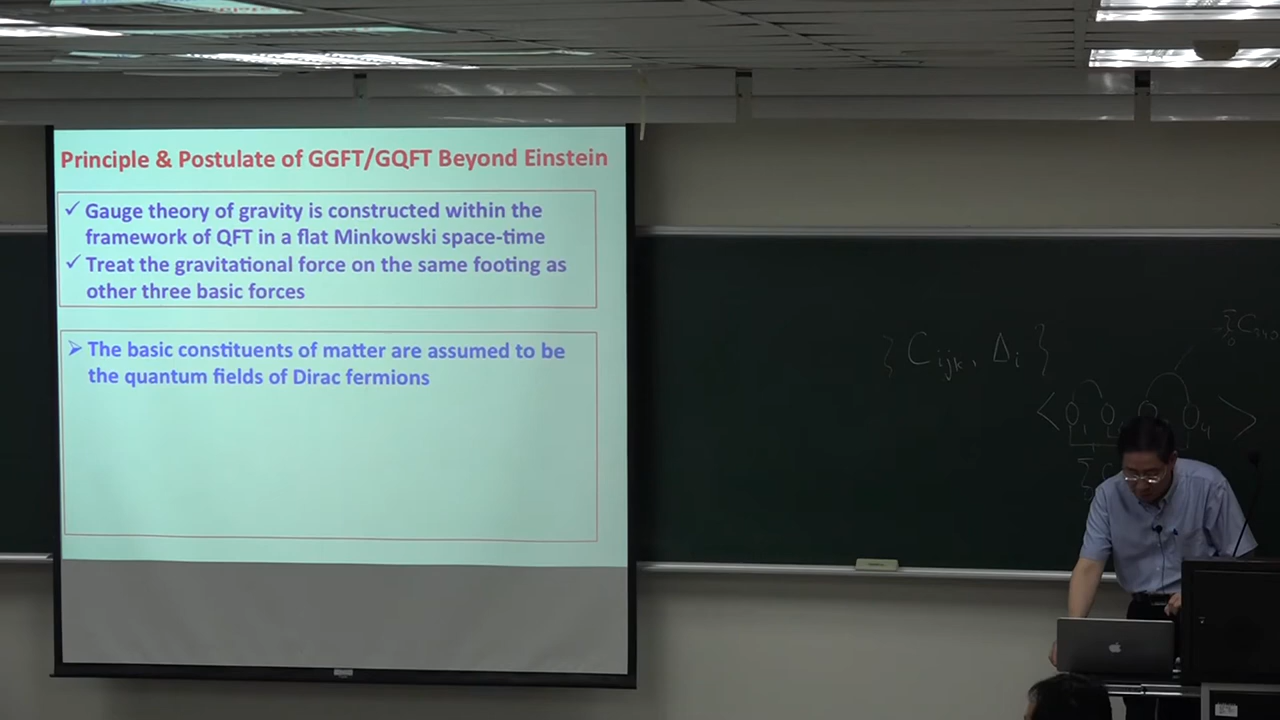 Principle & Postulate of GGFT/GQFT Beyond Einstein
✓ Gauge theory of gravity is constructed within the
framework of QFT in a flat Minkowski space-time
✓ Treat the gravitational force on the same footing as
other three basic forces
➢ The basic constituents of matter are assumed to be
the quantum fields of Dirac fermions
{ C_ijk, Δ_i }